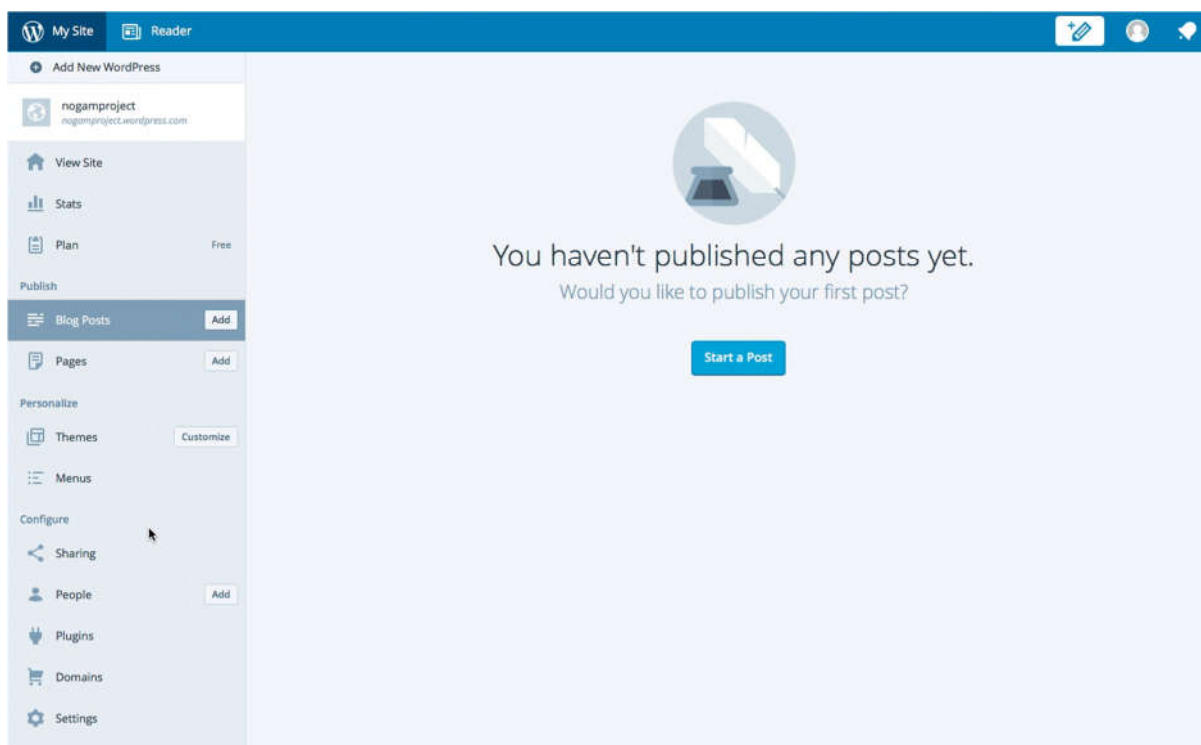 My Site
Reader
Add New WordPress
nogamproject
nogamproject.wordpress.com
View Site
Stats
Plan Free
Publish
Blog Posts Add
Pages Add
Personalize
Themes Customize
Menus
Configure
Sharing
People Add
Plugins
Domains
Settings
You haven't published any posts yet.
Would you like to publish your first post?
Start a Post